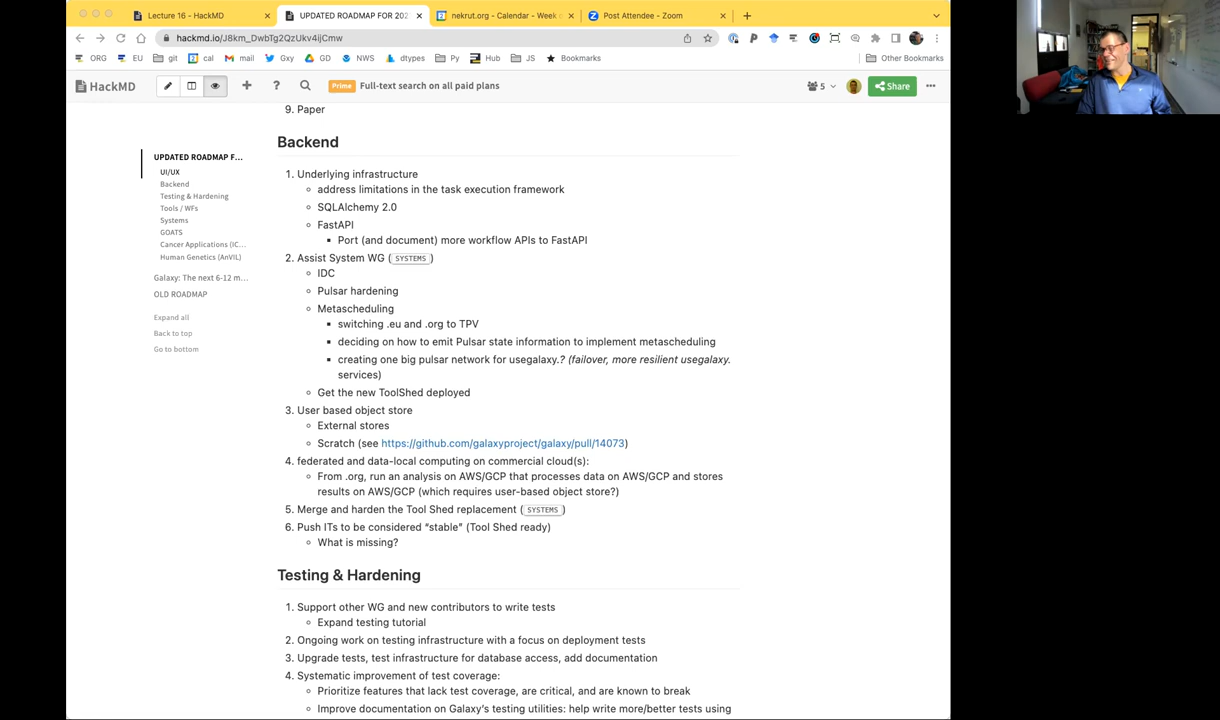 Lecture 16 - HackMD
UPDATED ROADMAP FOR 202
nekrut.org - Calendar - Week o
Post Attendee - Zoom
hackmd.io/J8km_DwbTg2QzUkv4ijCmw
ORG
EU
git
cal
mail
Gxy
GD
NWS
dtypes
Py
Hub
JS
Bookmarks
Other Bookmarks
HackMD
Prime Full-text search on all paid plans
5
Share
UPDATED ROADMAP F...
UI/UX
Backend
Testing & Hardening
Tools / WFs
Systems
GOATS
Cancer Applications (IC...
Human Genetics (AnVIL)
Galaxy: The next 6-12 m...
OLD ROADMAP
Expand all
Back to top
Go to bottom
9. Paper
Backend
1. Underlying infrastructure
address limitations in the task execution framework
SQLAlchemy 2.0
FastAPI
Port (and document) more workflow APIs to FastAPI
2. Assist System WG ( SYSTEMS )
IDC
Pulsar hardening
Metascheduling
switching .eu and .org to TPV
deciding on how to emit Pulsar state information to implement metascheduling
creating one big pulsar network for usegalaxy.? (failover, more resilient usegalaxy.
services)
Get the new ToolShed deployed
3. User based object store
External stores
Scratch (see https://github.com/galaxyproject/galaxy/pull/14073)
4. federated and data-local computing on commercial cloud(s):
From .org, run an analysis on AWS/GCP that processes data on AWS/GCP and stores
results on AWS/GCP (which requires user-based object store?)
5. Merge and harden the Tool Shed replacement ( SYSTEMS )
6. Push ITs to be considered “stable” (Tool Shed ready)
What is missing?
Testing & Hardening
1. Support other WG and new contributors to write tests
Expand testing tutorial
2. Ongoing work on testing infrastructure with a focus on deployment tests
3. Upgrade tests, test infrastructure for database access, add documentation
4. Systematic improvement of test coverage:
Prioritize features that lack test coverage, are critical, and are known to break
Improve documentation on Galaxy’s testing utilities: help write more/better tests using